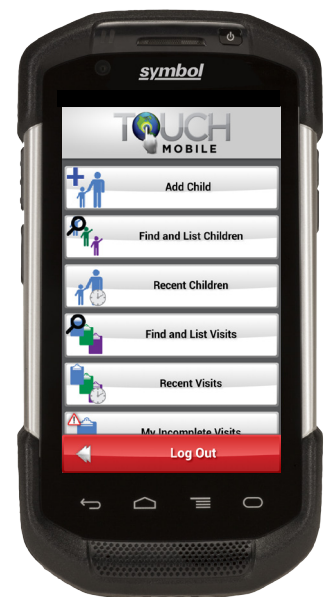 symbol
TOUCH
MOBILE
Add Child
Find and List Children
Recent Children
Find and List Visits
Recent Visits
My Incomplete Visits
Log Out